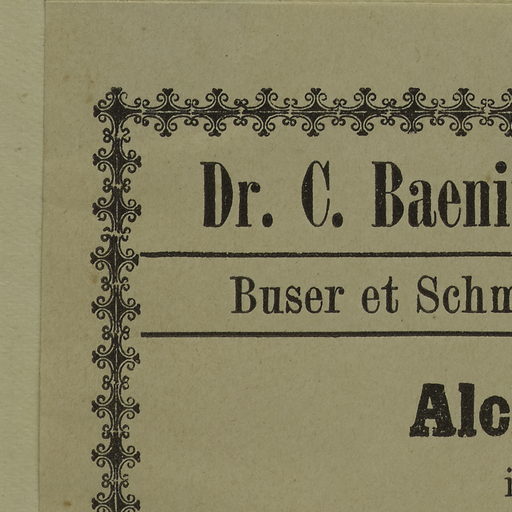 Dr. C. Baeni
Buser et Schm
Alc
i